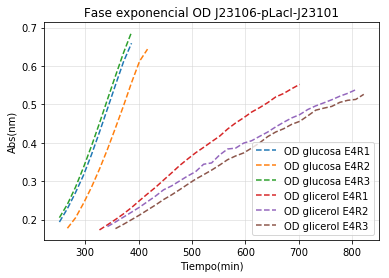 Fase exponencial OD J23106-pLacI-J23101
Abs(nm)
0.7
0.6
0.5
0.4
0.3
0.2
OD glucosa E4R1
OD glucosa E4R2
OD glucosa E4R3
OD glicerol E4R1
OD glicerol E4R2
OD glicerol E4R3
300 400 500 600 700 800
Tiempo(min)